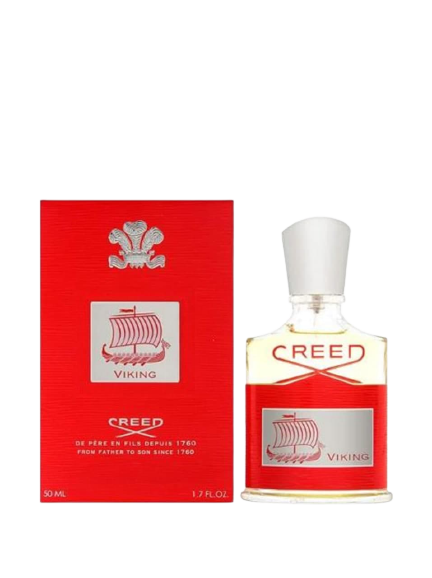 VIKING
CREED
DE PÈRE EN FILS DEPUIS 1760
FROM FATHER TO SON SINCE 1760
50 ML 1.7 FL.OZ.
CREED
VIKING